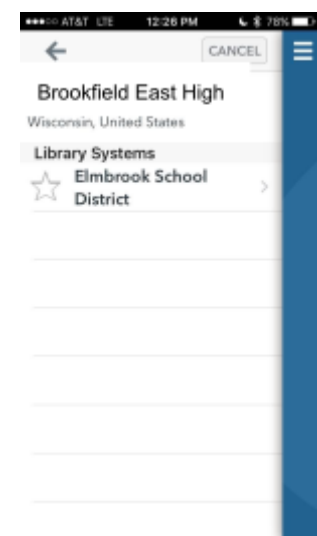 AT&T LTE 12:26 PM 78%
CANCEL
Brookfield East High
Wisconsin, United States
Library Systems
Elmbrook School
District